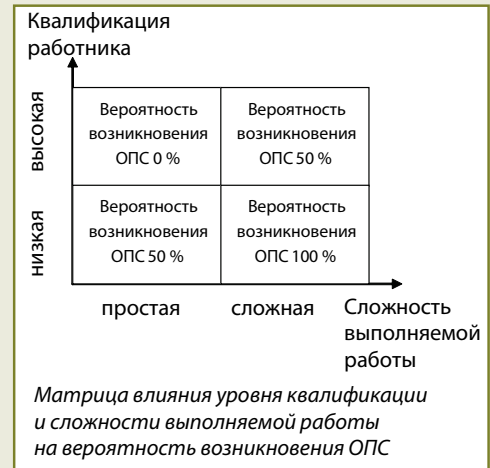 Квалификация
работника
высокая
Вероятность
возникновения
ОПС 0 %
Вероятность
возникновения
ОПС 50 %
низкая
Вероятность
возникновения
ОПС 50 %
Вероятность
возникновения
ОПС 100 %
простая
сложная
Сложность
выполняемой
работы
Матрица влияния уровня квалификации
и сложности выполняемой работы
на вероятность возникновения ОПС